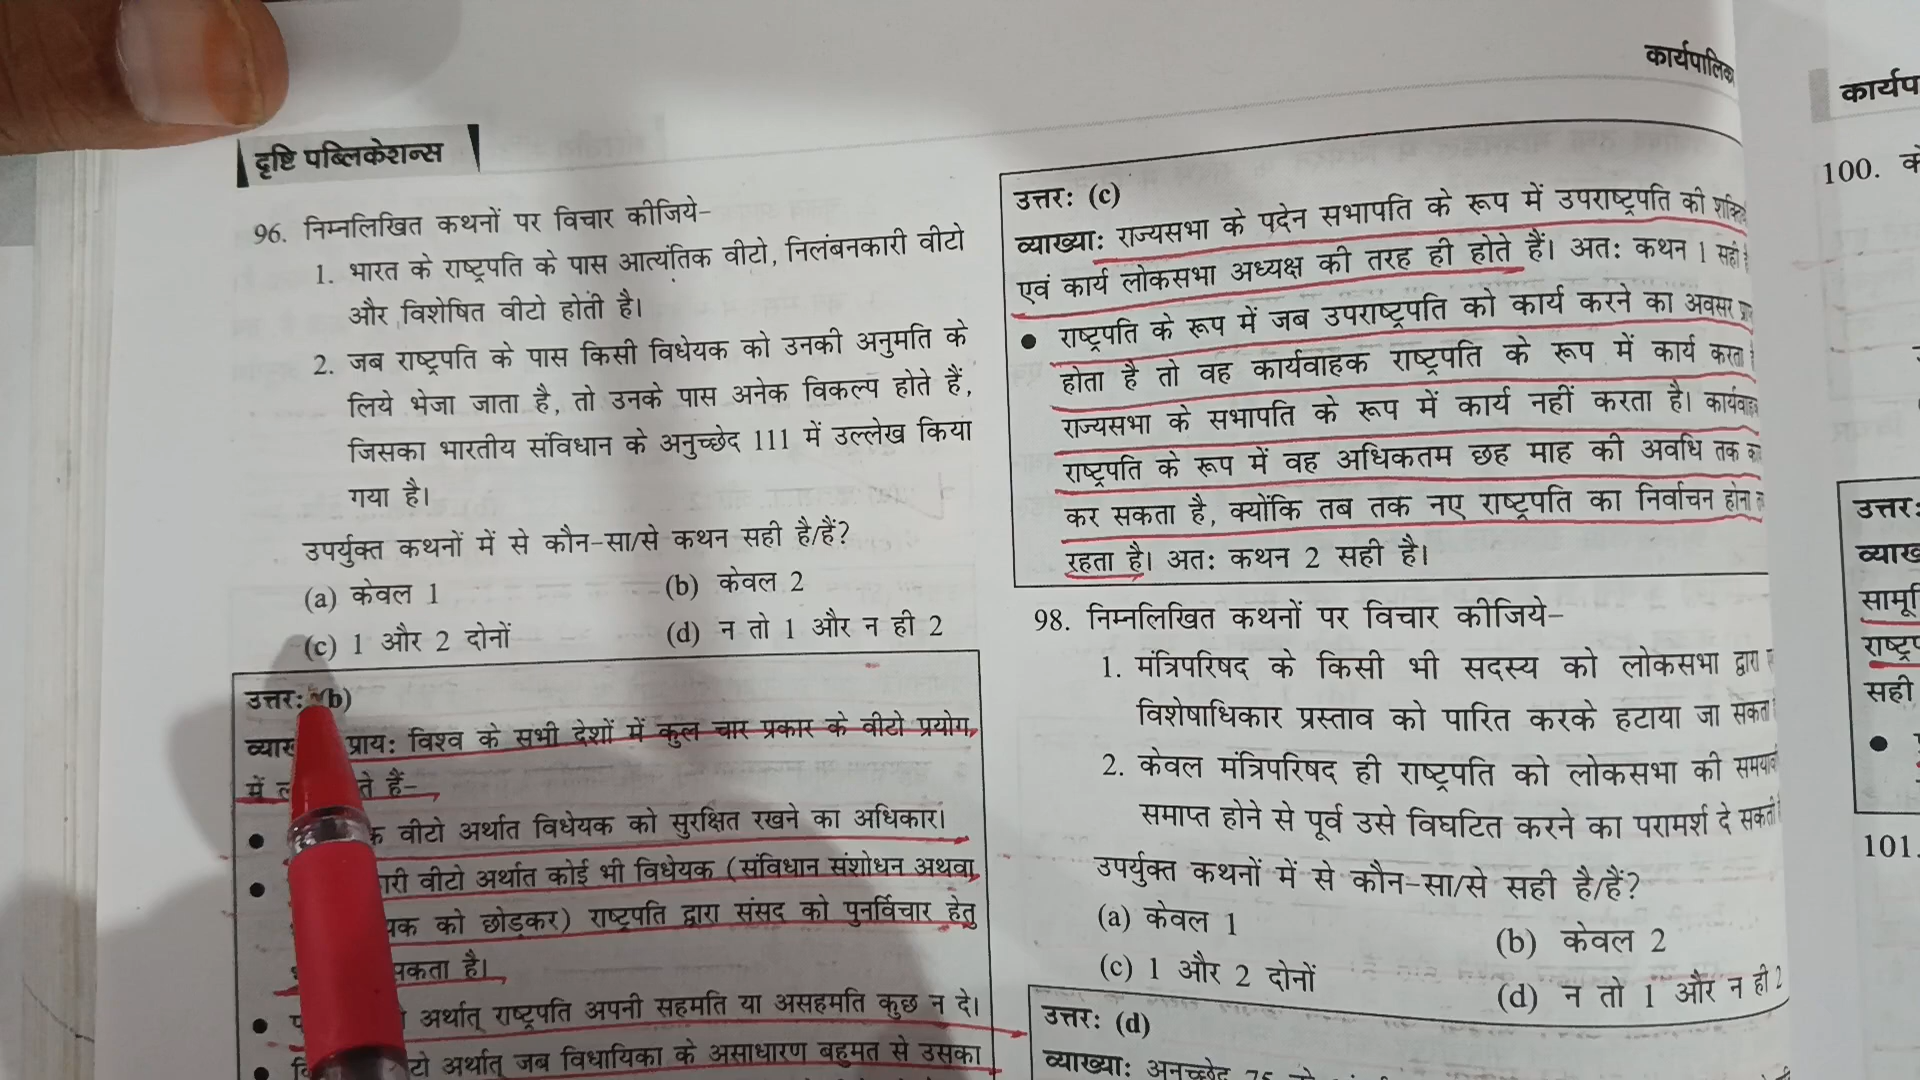 कार्यपालिका
दृष्टि पब्लिकेशन्स
96. निम्नलिखित कथनों पर विचार कीजिये–
1. भारत के राष्ट्रपति के पास आत्यंतिक वीटो, निलंबनकारी वीटो
और विशेषित वीटो होती है।
2. जब राष्ट्रपति के पास किसी विधेयक को उनकी अनुमति के
लिये भेजा जाता है, तो उनके पास अनेक विकल्प होते हैं,
जिसका भारतीय संविधान के अनुच्छेद 111 में उल्लेख किया
गया है।
उपर्युक्त कथनों में से कौन-सा/से कथन सही है/हैं?
(a) केवल 1
(b) केवल 2
(c) 1 और 2 दोनों
(d) न तो 1 और न ही 2
उत्तर: (b)
प्राय: विश्व के सभी देशों में कुल चार प्रकार के वीटो प्रयोग
में
हैं–
वीटो अर्थात विधेयक को सुरक्षित रखने का अधिकार।
वीटो अर्थात कोई भी विधेयक (संविधान संशोधन अथवा
को छोड़कर) राष्ट्रपति द्वारा संसद को पुनर्विचार हेतु
सकता है।
अर्थात् राष्ट्रपति अपनी सहमति या असहमति कुछ न दे।
अर्थात् जब विधायिका के असाधारण बहुमत से उसका
उत्तर: (c)
व्याख्या: राज्यसभा के पदेन सभापति के रूप में उपराष्ट्रपति की
एवं कार्य लोकसभा अध्यक्ष की तरह ही होते हैं। अत: कथन 1 सही
● राष्ट्रपति के रूप में जब उपराष्ट्रपति को कार्य करने का अवसर
होता है तो वह कार्यवाहक राष्ट्रपति के रूप में कार्य करता
राज्यसभा के सभापति के रूप में कार्य नहीं करता है। कार्यवाहक
राष्ट्रपति के रूप में वह अधिकतम छह माह की अवधि तक
कर सकता है, क्योंकि तब तक नए राष्ट्रपति का निर्वाचन होना
रहता है। अत: कथन 2 सही है।
98. निम्नलिखित कथनों पर विचार कीजिये–
1. मंत्रिपरिषद के किसी भी सदस्य को लोकसभा द्वारा
विशेषाधिकार प्रस्ताव को पारित करके हटाया जा सकता
2. केवल मंत्रिपरिषद ही राष्ट्रपति को लोकसभा की
समाप्त होने से पूर्व उसे विघटित करने का परामर्श दे सकती
उपर्युक्त कथनों में से कौन-सा/से सही है/हैं?
(a) केवल 1
(b) केवल 2
(c) 1 और 2 दोनों
(d) न तो 1 और न ही 2
उत्तर: (d)
व्याख्या: अनुच्छेद 75
100.
उत्तर:
सही
101.